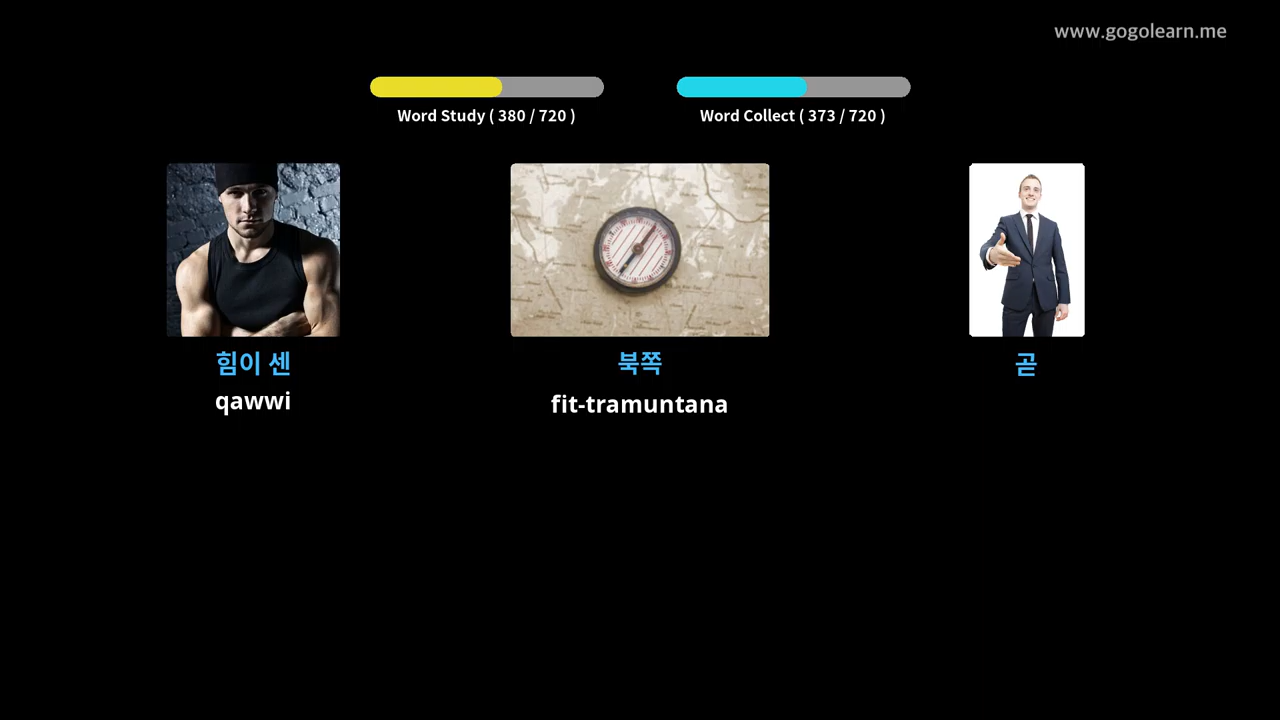 www.gogolearn.me
Word Study ( 380 / 720 )
Word Collect ( 373 / 720 )
힘이 센
북쪽
곧
qawwi
fit-tramuntana